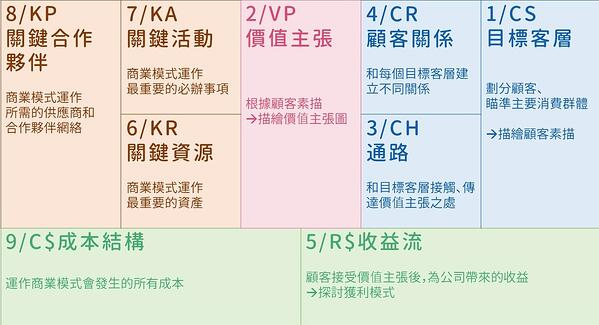 8/KP
關鍵合作
夥伴
商業模式運作
所需的供應商和
合作夥伴網絡
7/KA
關鍵活動
商業模式運作
最重要的必辦事項
6/KR
關鍵資源
商業模式運作
最重要的資產
2/VP
價值主張
根據顧客素描
→描繪價值主張圖
4/CR
顧客關係
和每個目標客層建
立不同關係
3/CH
通路
和目標客層接觸、傳
達價值主張之處
1/CS
目標客層
劃分顧客、
瞄準主要消費群體
→描繪顧客素描
9/C$成本結構
運作商業模式會發生的所有成本
5/R$收益流
顧客接受價值主張後，為公司帶來的收益
→探討獲利模式